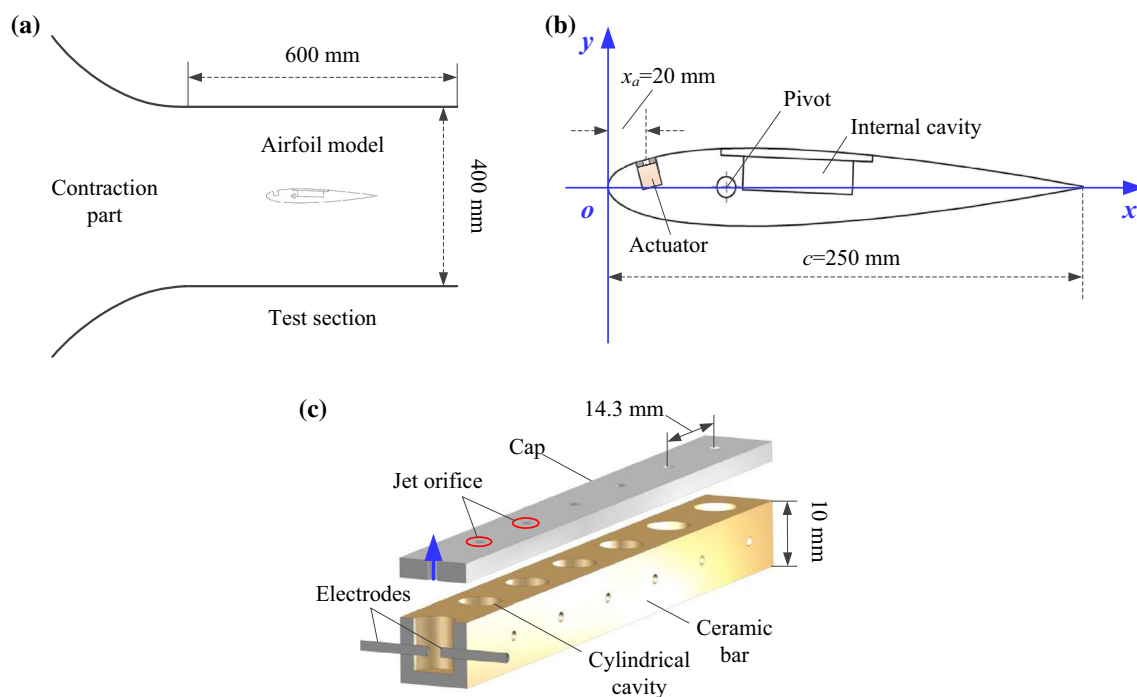 (a)
600 mm
Airfoil model
Contraction
part
400 mm
Test section
(b)
y
xa=20 mm
Pivot
Internal cavity
o
x
Actuator
c=250 mm
(c)
14.3 mm
Cap
Jet orifice
10 mm
Electrodes
Ceramic
bar
Cylindrical
cavity